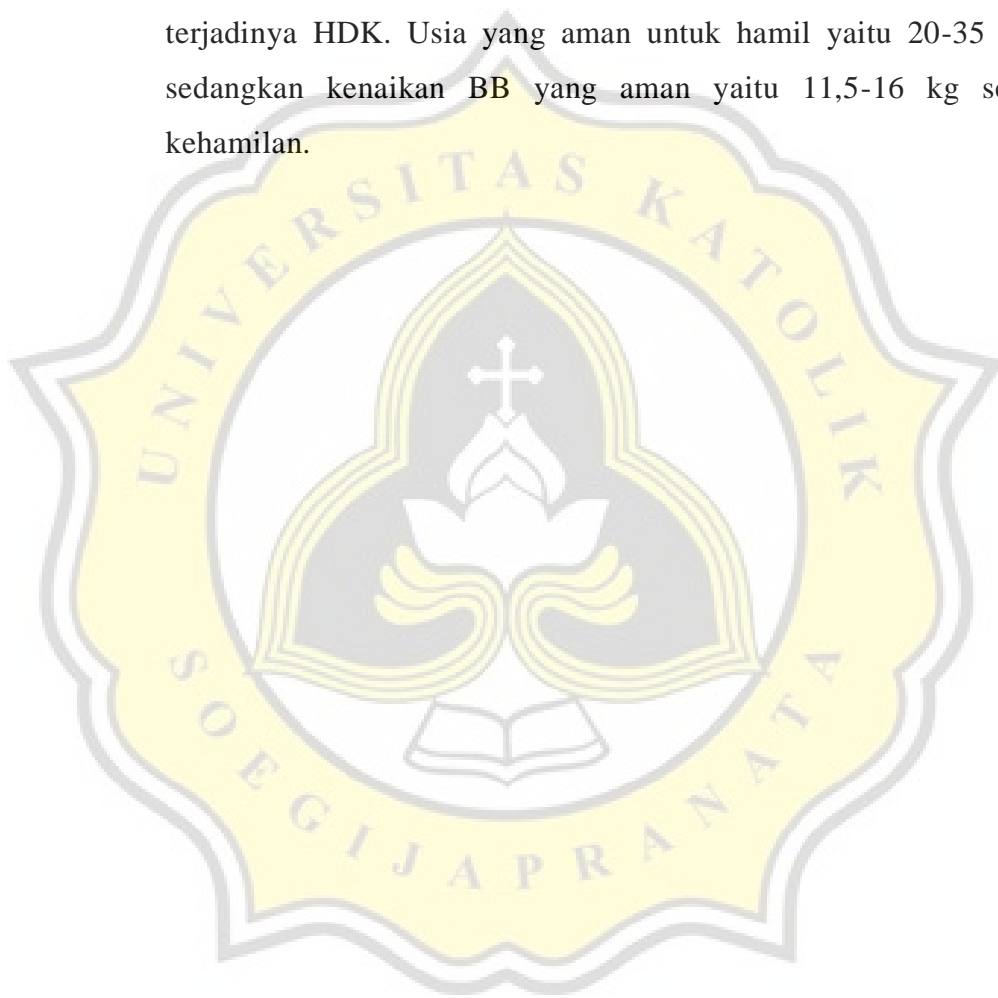 terjadinya HDK. Usia yang aman untuk hamil yaitu 20-35
sedangkan kenaikan BB yang aman yaitu 11,5-16 kg
kehamilan.
UNIVERSITAS KATOLIK
SOEGIJAPRANATA